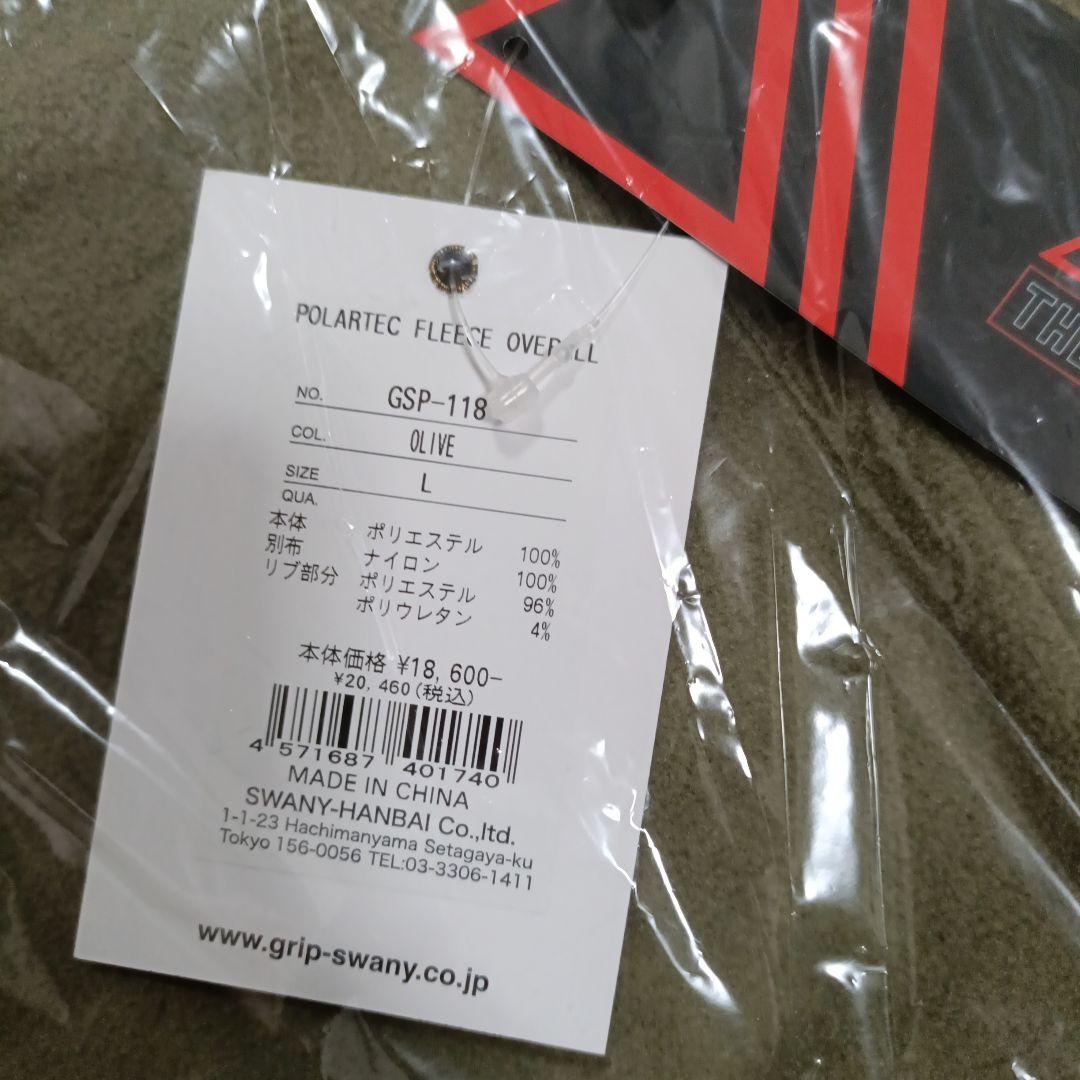 POLARTEC FLEECE OVERALL
NO. GSP-118
COL. OLIVE
SIZE L
QUA.
本体 ポリエステル 100%
別布 ナイロン 100%
リブ部分 ポリエステル 96%
ポリウレタン 4%
本体価格 ¥18,600-
¥20,460(税込)
4 571687 401740
MADE IN CHINA
SWANY-HANBAI Co.,ltd.
1-1-23 Hachimanyama Setagaya-ku
Tokyo 156-0056 TEL:03-3306-1411
www.grip-swany.co.jp
THE